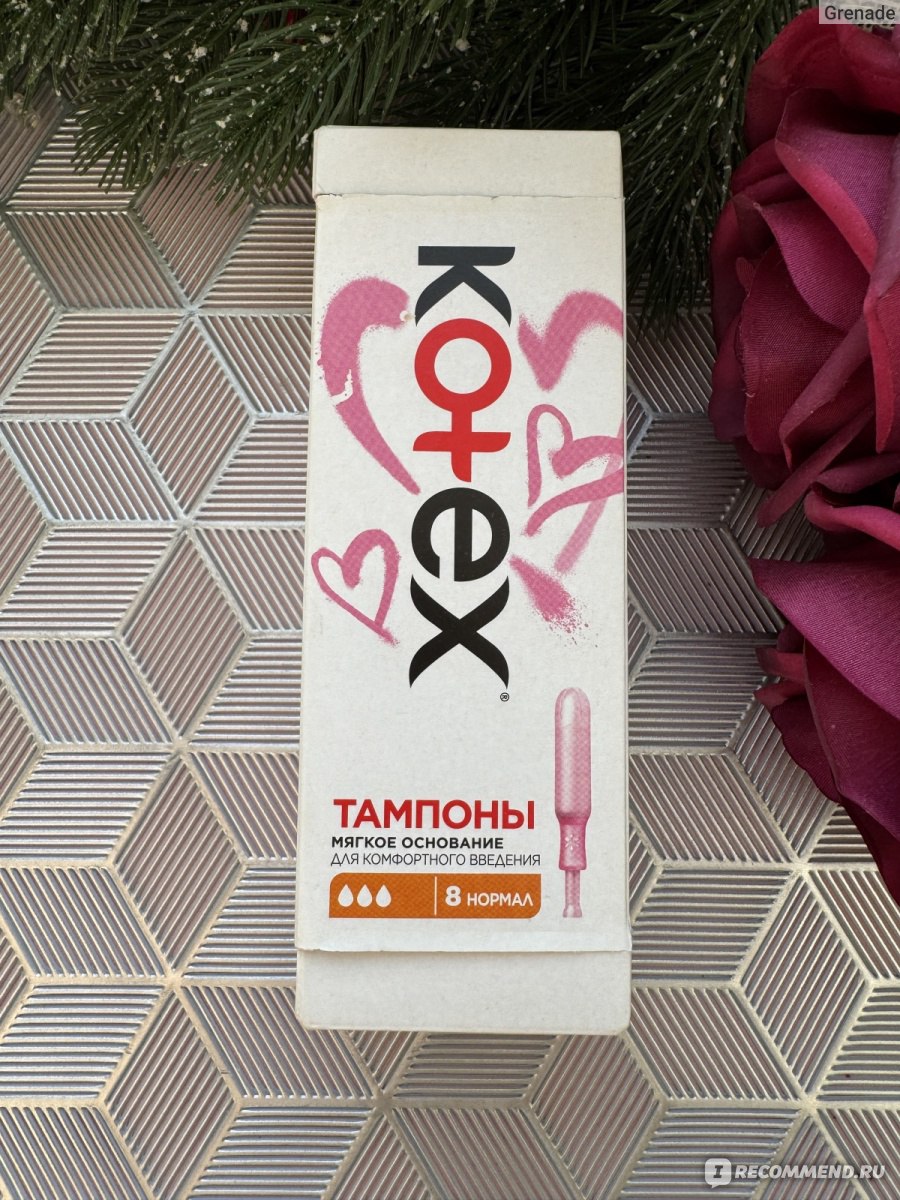 Grenade
Kotex
®
ТАМПОНЫ
МЯГКОЕ ОСНОВАНИЕ
ДЛЯ КОМФОРТНОГО ВВЕДЕНИЯ
8 НОРМАЛ
IRECOMMEND.RU